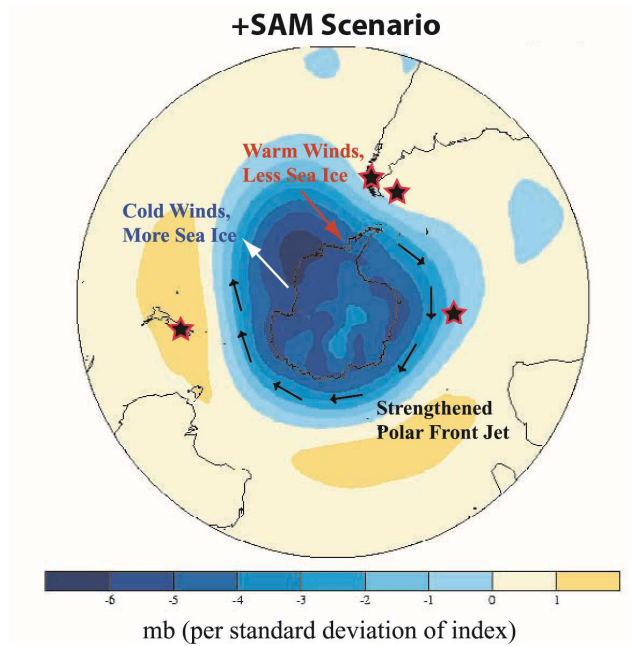 +SAM Scenario
Warm Winds,
Less Sea Ice
Cold Winds,
More Sea Ice
Strengthened
Polar Front Jet
-6 -5 -4 -3 -2 -1 0 1
mb (per standard deviation of index)